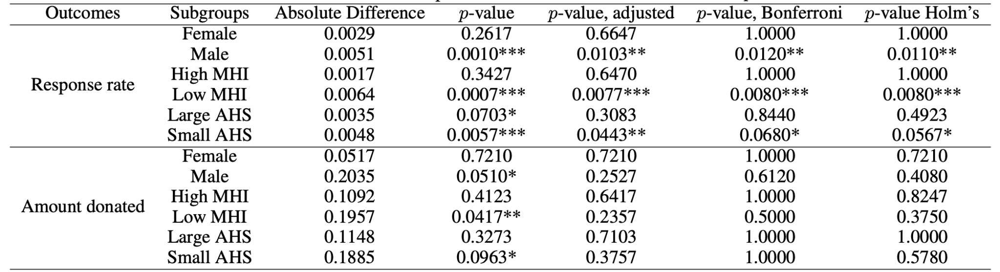 Outcomes Subgroups Absolute Difference p-value p-value, adjusted p-value, Bonferroni p-value Holm’s
Female 0.0029 0.2617 0.6647 1.0000 1.0000
Male 0.0051 0.0010*** 0.0103** 0.0120** 0.0110**
High MHI 0.0017 0.3427 0.6470 1.0000 1.0000
Response rate
Low MHI 0.0064 0.0007*** 0.0077*** 0.0080*** 0.0080***
Large AHS 0.0035 0.0703* 0.3083 0.8440 0.4923
Small AHS 0.0048 0.0057*** 0.0443** 0.0680* 0.0567*
Female 0.0517 0.7210 0.7210 1.0000 0.7210
Male 0.2035 0.0510* 0.2527 0.6120 0.4080
High MHI 0.1092 0.4123 0.6417 1.0000 0.8247
Amount donated
Low MHI 0.1957 0.0417** 0.2357 0.5000 0.3750
Large AHS 0.1148 0.3273 0.7103 1.0000 1.0000
Small AHS 0.1885 0.0963* 0.3757 1.0000 0.5780